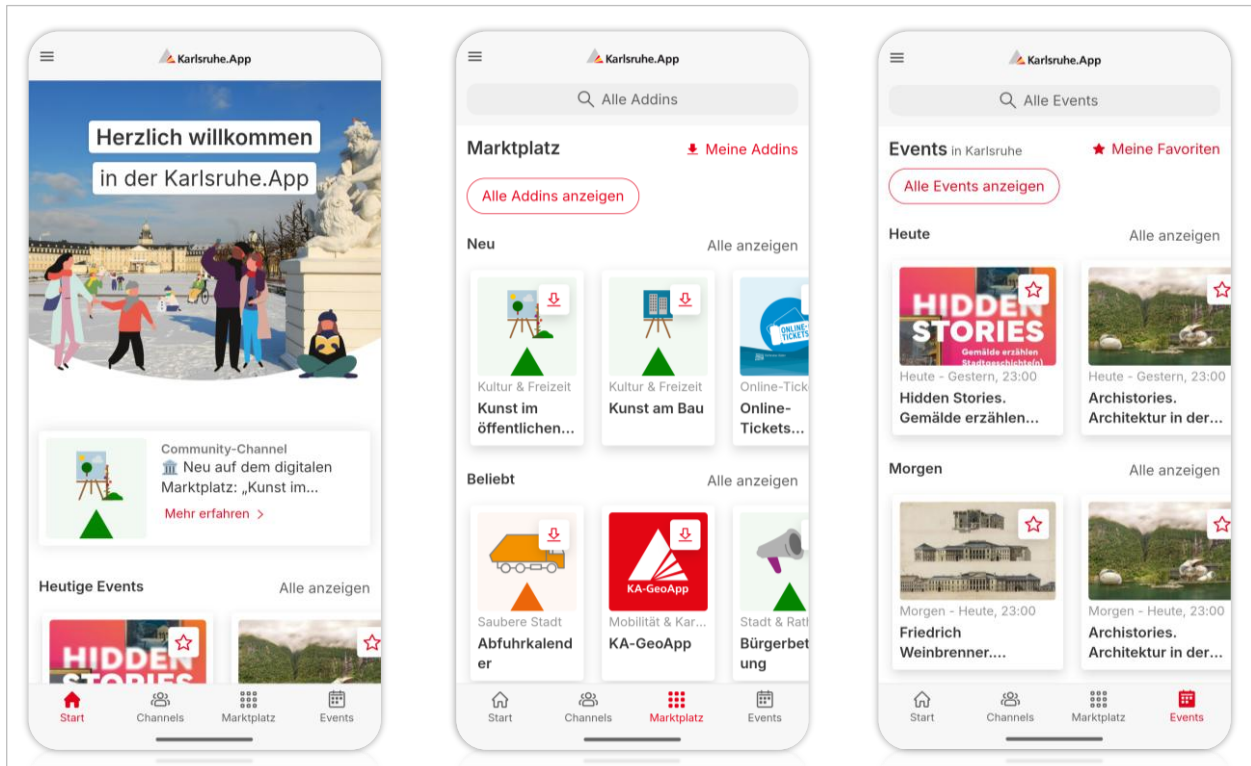 Karlsruhe.App
Herzlich willkommen
in der Karlsruhe.App
Community-Channel
🏛️ Neu auf dem digitalen
Marktplatz: „Kunst im...
Mehr erfahren >
Heutige Events
Alle anzeigen
HIDDEN
STORIES
Start
Channels
Marktplatz
Events
Karlsruhe.App
Alle Addins
Marktplatz
Meine Addins
Alle Addins anzeigen
Neu
Alle anzeigen
ONLINE-
TICKETS
Kultur & Freizeit
Kunst im
öffentlichen...
Kultur & Freizeit
Kunst am Bau
Online-Tick
Online-
Tickets...
Beliebt
Alle anzeigen
KA-GeoApp
Saubere Stadt
Abfuhrkalend
er
Mobilität & Kar...
KA-GeoApp
Stadt & Rath
Bürgerbet
ung
Start
Channels
Marktplatz
Events
Karlsruhe.App
Alle Events
Events in Karlsruhe
Meine Favoriten
Alle Events anzeigen
Heute
Alle anzeigen
HIDDEN
STORIES
Gemälde erzählen
Stadtgeschichte(n)
Heute - Gestern, 23:00
Hidden Stories.
Gemälde erzählen...
Heute - Gestern, 23:00
Archistories.
Architektur in der...
Morgen
Alle anzeigen
Morgen - Heute, 23:00
Friedrich
Weinbrenner....
Morgen - Heute, 23:00
Archistories.
Architektur in der...
Start
Channels
Marktplatz
Events